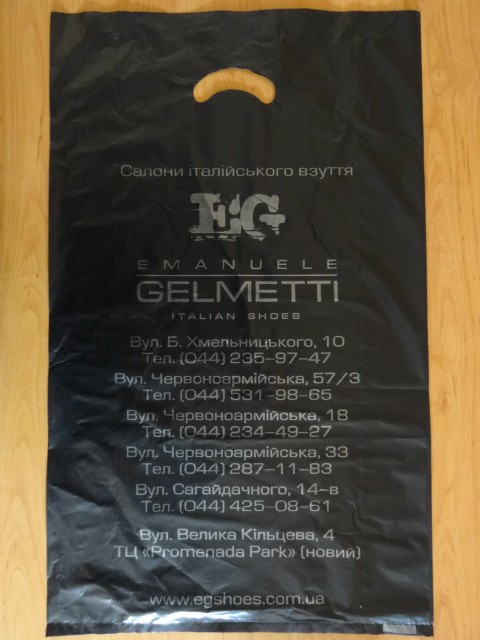 Салони італійського взуття
EG
EMANUELE
GELMETTI
ITALIAN SHOES
Вул. Б. Хмельницького, 10
Тел. (044) 235-97-47
Вул. Червоноармійська, 57/3
Тел. (044) 531-98-65
Вул. Червоноармійська, 18
Тел. (044) 234-49-27
Вул. Червоноармійська, 33
Тел. (044) 287-11-83
Вул. Сагайдачного, 14-в
Тел. (044) 425-08-61
Вул. Велика Кільцева, 4
ТЦ «Promenada Park» (новий)
www.egshoes.com.ua